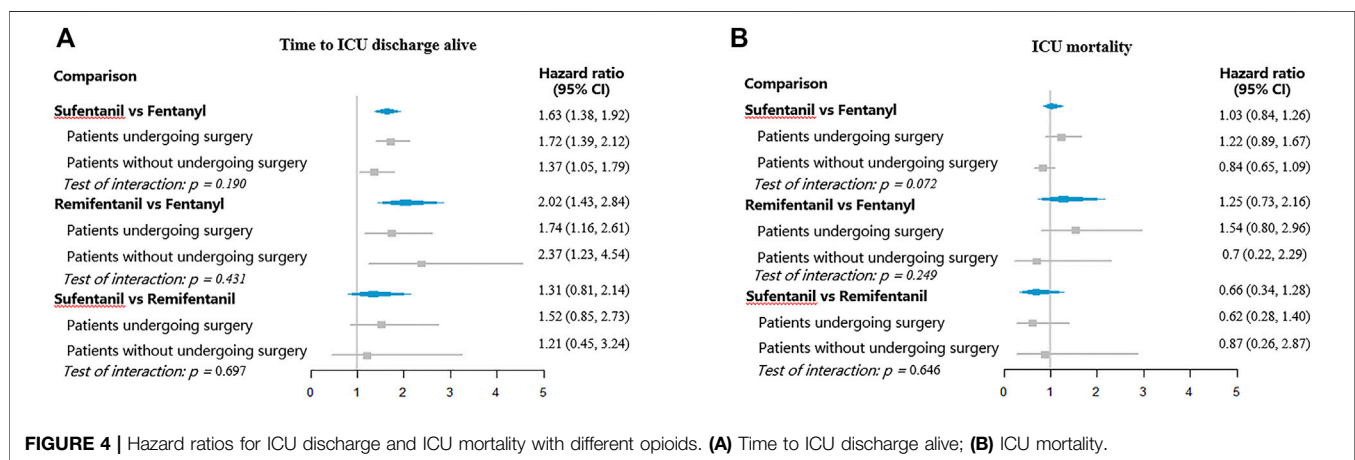 A
Time to ICU discharge alive
Comparison
Hazard ratio
(95% CI)
Sufentanil vs Fentanyl
1.63 (1.38, 1.92)
Patients undergoing surgery
1.72 (1.39, 2.12)
Patients without undergoing surgery
1.37 (1.05, 1.79)
Test of interaction: p = 0.190
Remifentanil vs Fentanyl
2.02 (1.43, 2.84)
Patients undergoing surgery
1.74 (1.16, 2.61)
Patients without undergoing surgery
2.37 (1.23, 4.54)
Test of interaction: p = 0.431
Sufentanil vs Remifentanil
1.31 (0.81, 2.14)
Patients undergoing surgery
1.52 (0.85, 2.73)
Patients without undergoing surgery
1.21 (0.45, 3.24)
Test of interaction: p = 0.697
0 1 2 3 4 5
B
ICU mortality
Comparison
Hazard ratio
(95% CI)
Sufentanil vs Fentanyl
1.03 (0.84, 1.26)
Patients undergoing surgery
1.22 (0.89, 1.67)
Patients without undergoing surgery
0.84 (0.65, 1.09)
Test of interaction: p = 0.072
Remifentanil vs Fentanyl
1.25 (0.73, 2.16)
Patients undergoing surgery
1.54 (0.80, 2.96)
Patients without undergoing surgery
0.7 (0.22, 2.29)
Test of interaction: p = 0.249
Sufentanil vs Remifentanil
0.66 (0.34, 1.28)
Patients undergoing surgery
0.62 (0.28, 1.40)
Patients without undergoing surgery
0.87 (0.26, 2.87)
Test of interaction: p = 0.646
0 1 2 3 4 5
FIGURE 4 | Hazard ratios for ICU discharge and ICU mortality with different opioids. (A) Time to ICU discharge alive; (B) ICU mortality.